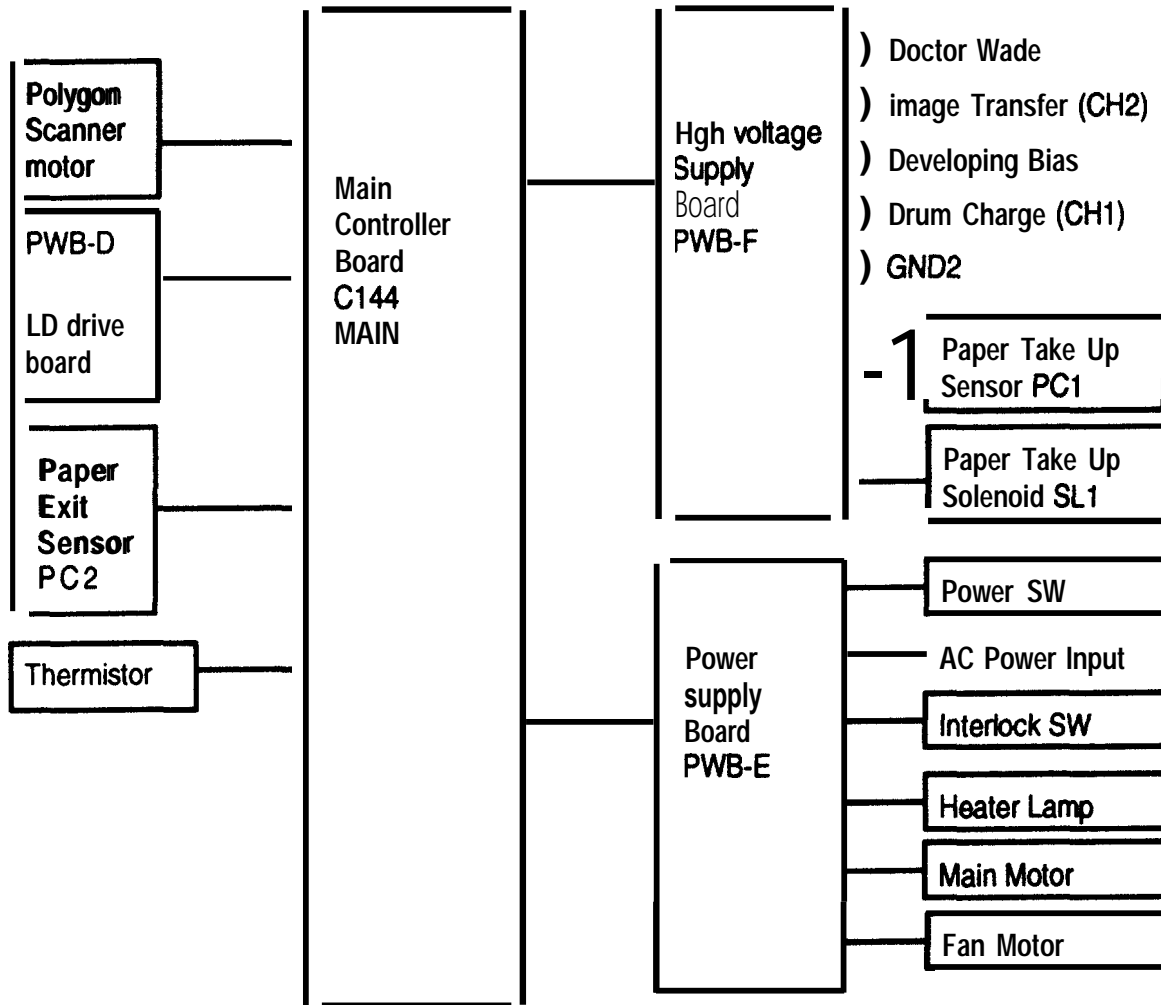 Polygon
Scanner
motor
PWB-D
LD drive
board
Paper
Exit
Sensor
PC2
Thermistor
Main
Controller
Board
C144
MAIN
Hgh voltage
Supply
Board
PWB-F
) Doctor Wade
) image Transfer (CH2)
) Developing Bias
) Drum Charge (CH1)
) GND2
-1
Paper Take Up
Sensor PC1
Paper Take Up
Solenoid SL1
Power
supply
Board
PWB-E
Power SW
AC Power Input
Interlock SW
Heater Lamp
Main Motor
Fan Motor